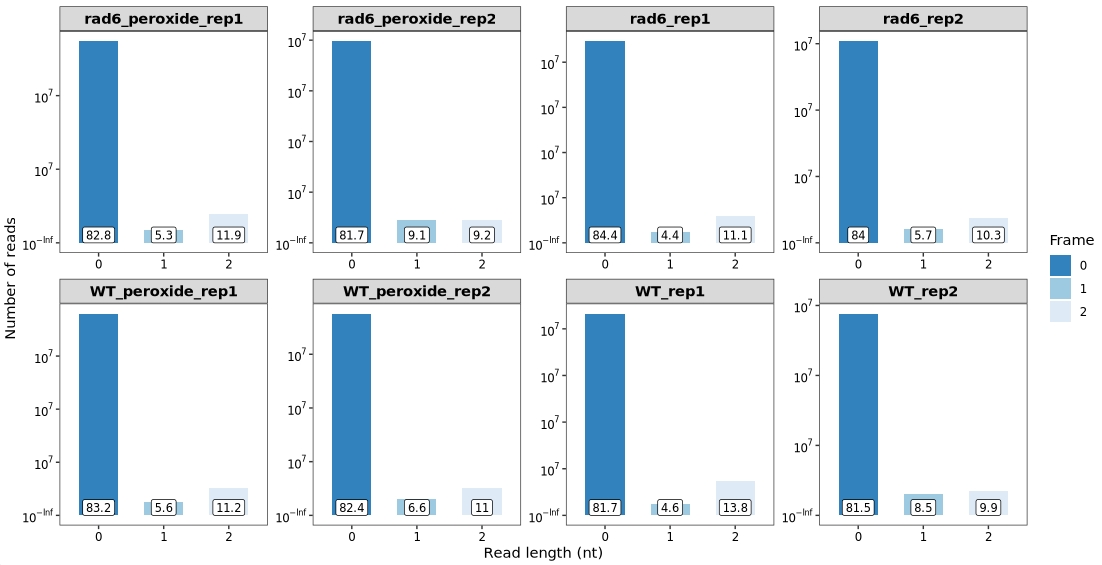 rad6_peroxide_rep1 rad6_peroxide_rep2 rad6_rep1 rad6_rep2
10^7 10^7 10^7 10^7
10^7 10^7 10^7 10^7
10^7 10^7 10^7
10^7 10^7
10^-Inf 10^-Inf 10^-Inf 10^-Inf
82.8 5.3 11.9 81.7 9.1 9.2 84.4 4.4 11.1 84 5.7 10.3
0 1 2 0 1 2 0 1 2 0 1 2
Number of reads
WT_peroxide_rep1 WT_peroxide_rep2 WT_rep1 WT_rep2
10^7 10^7 10^7 10^7
10^7 10^7 10^7 10^7
10^7 10^7 10^7 10^7
10^7
10^-Inf 10^-Inf 10^-Inf 10^-Inf
83.2 5.6 11.2 82.4 6.6 11 81.7 4.6 13.8 81.5 8.5 9.9
0 1 2 0 1 2 0 1 2 0 1 2
Read length (nt)
Frame
0
1
2